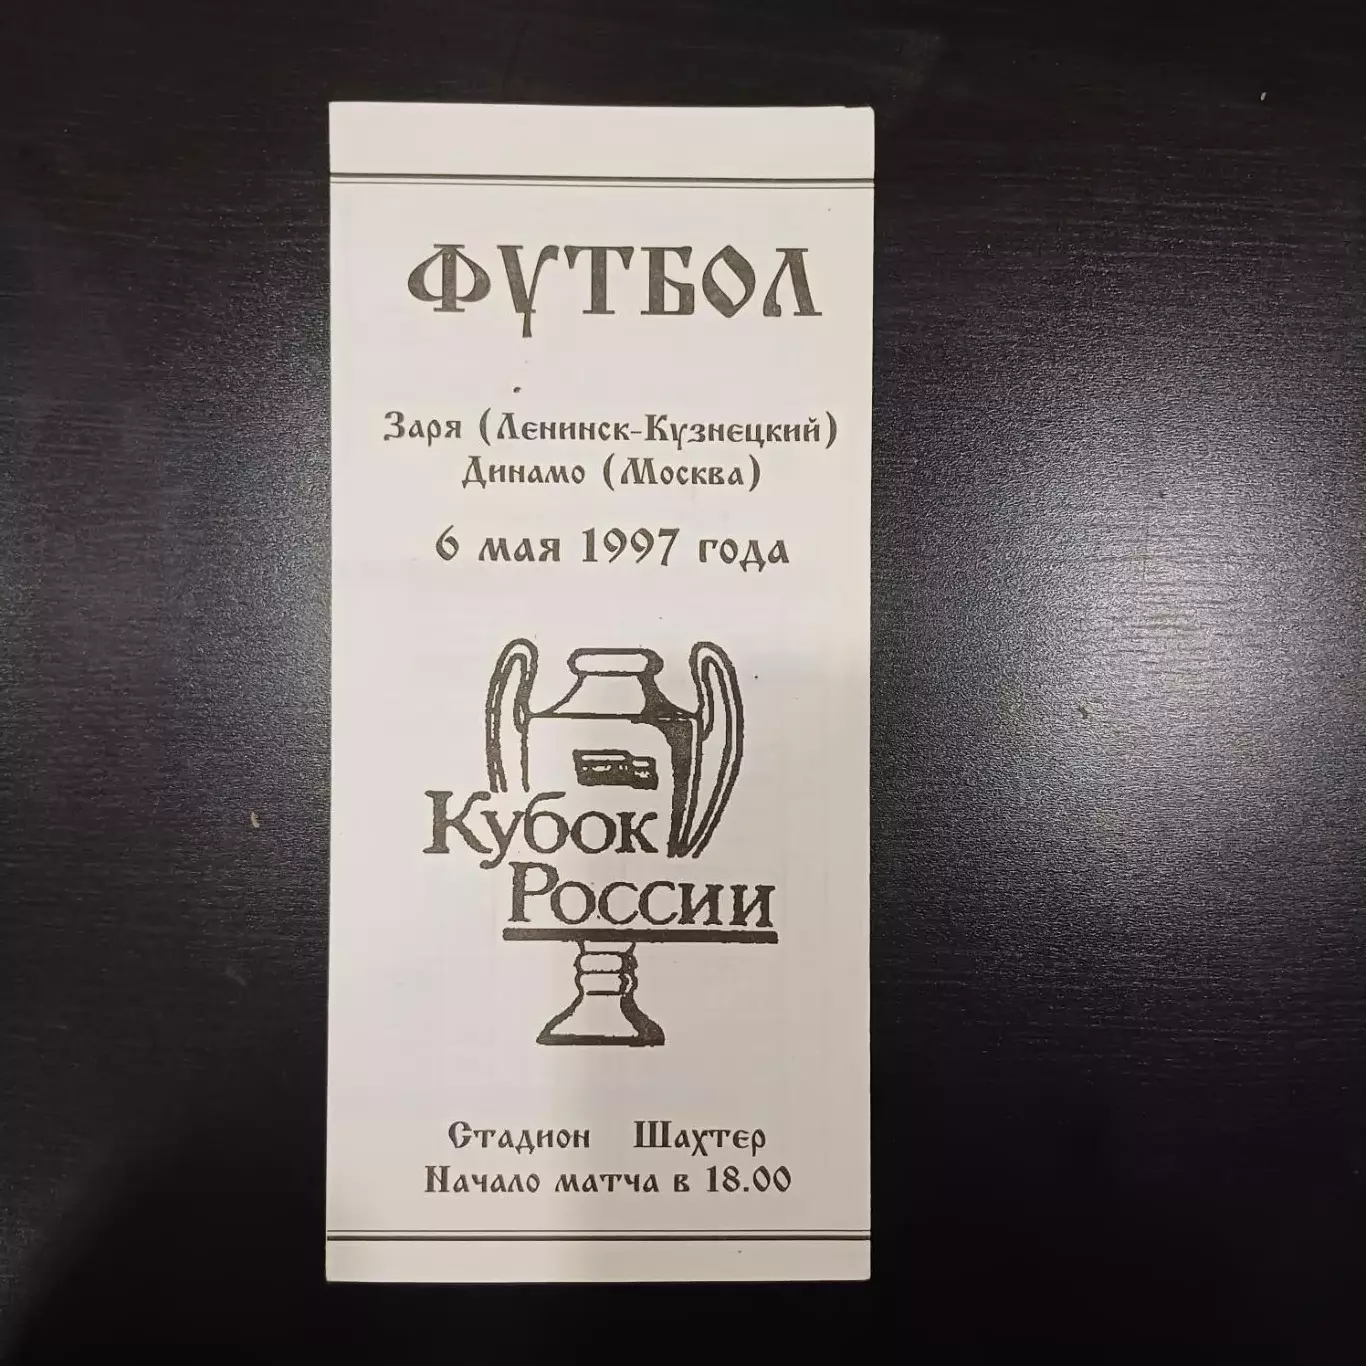 ФУТБОЛ
Заря (Ленинск-Кузнецкий)
Динамо (Москва)
6 мая 1997 года
Кубок
России
Стадион Шахтер
Начало матча в 18.00